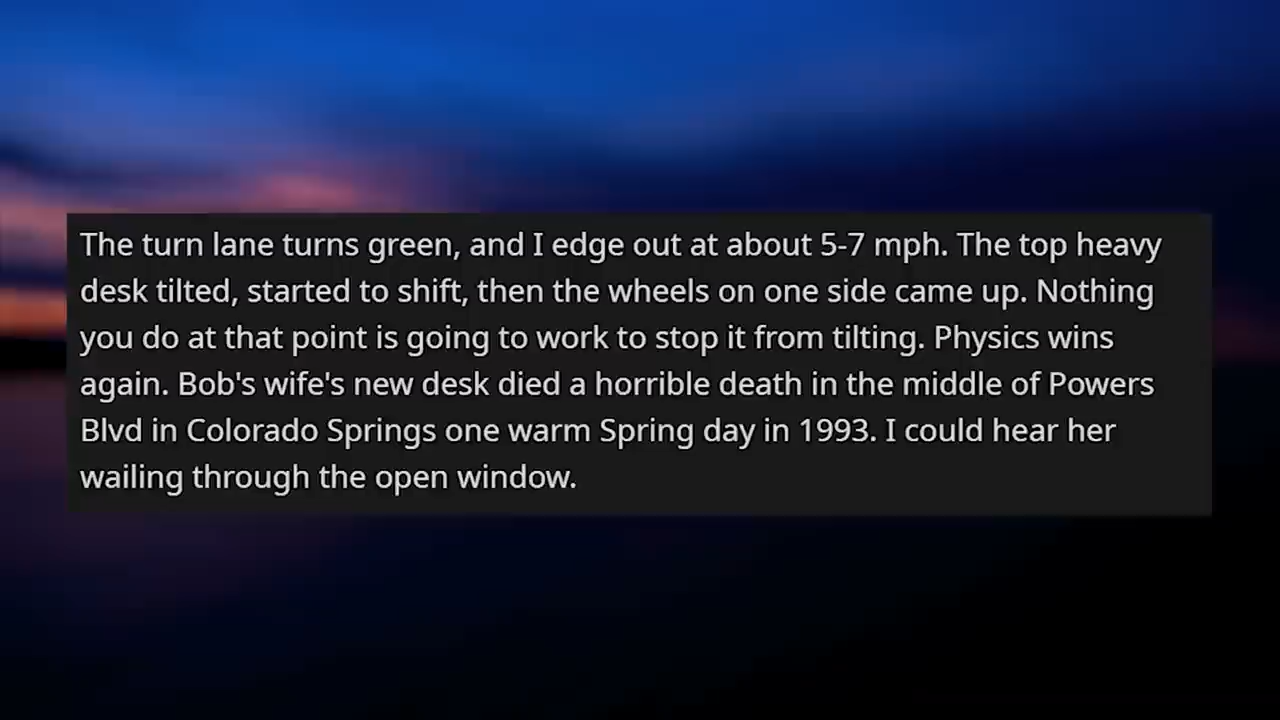 The turn lane turns green, and I edge out at about 5-7 mph. The top heavy
desk tilted, started to shift, then the wheels on one side came up. Nothing
you do at that point is going to work to stop it from tilting. Physics wins
again. Bob's wife's new desk died a horrible death in the middle of Powers
Blvd in Colorado Springs one warm Spring day in 1993. I could hear her
wailing through the open window.